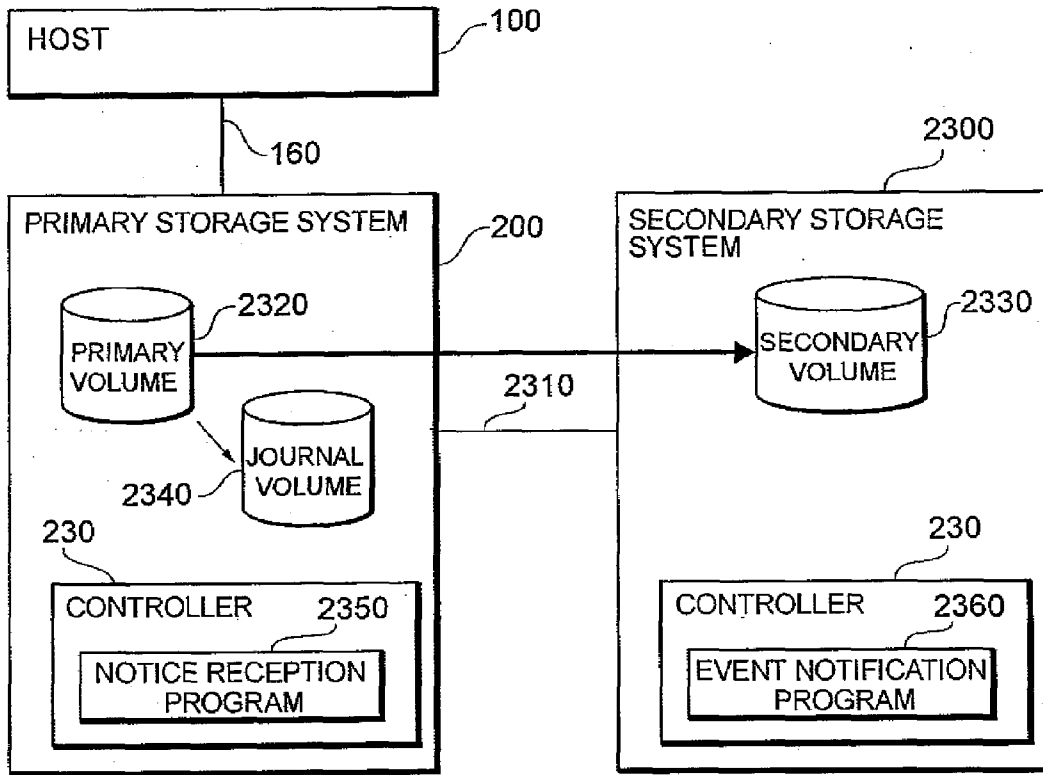 HOST
100
160
2300
PRIMARY STORAGE SYSTEM
200
SECONDARY STORAGE
SYSTEM
2320
PRIMARY
VOLUME
2330
SECONDARY
VOLUME
2310
JOURNAL
VOLUME
2340
230
CONTROLLER
2350
NOTICE RECEPTION
PROGRAM
230
CONTROLLER
2360
EVENT NOTIFICATION
PROGRAM